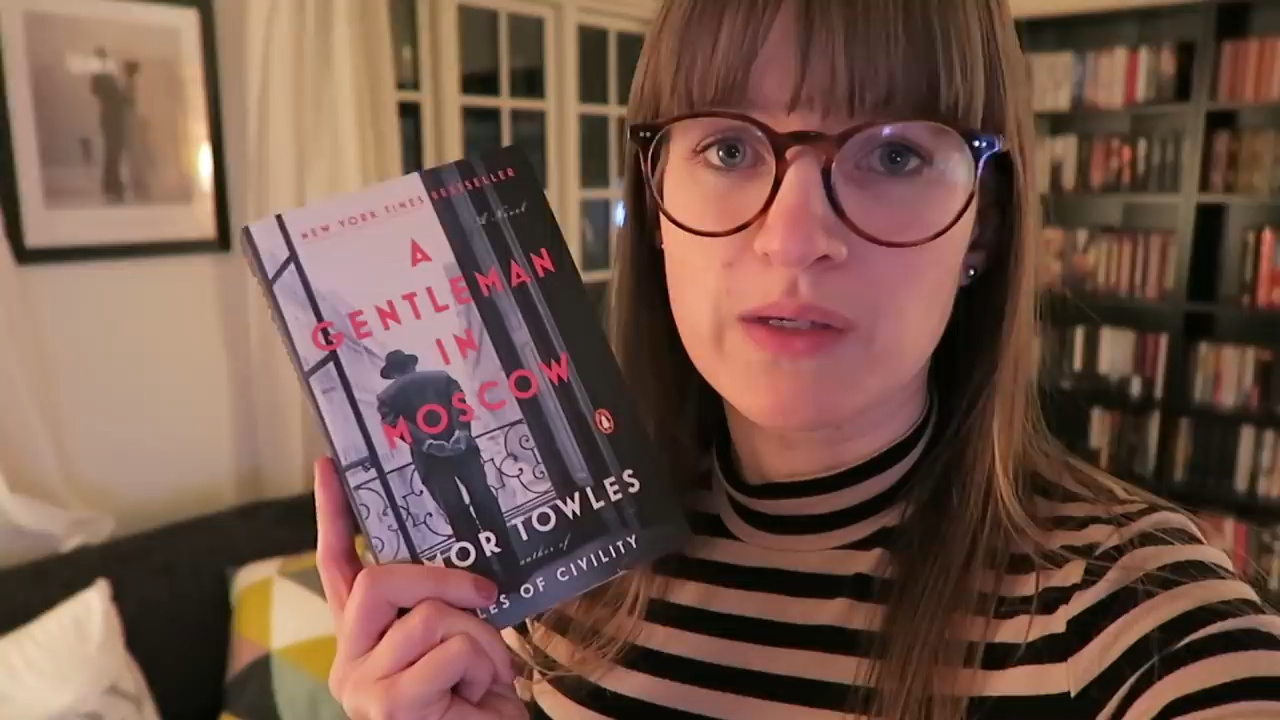 NEW YORK TIMES BESTSELLER
A Novel
A
GENTLEMAN
IN
MOSCOW
MOR TOWLES
author of
LES OF CIVILITY